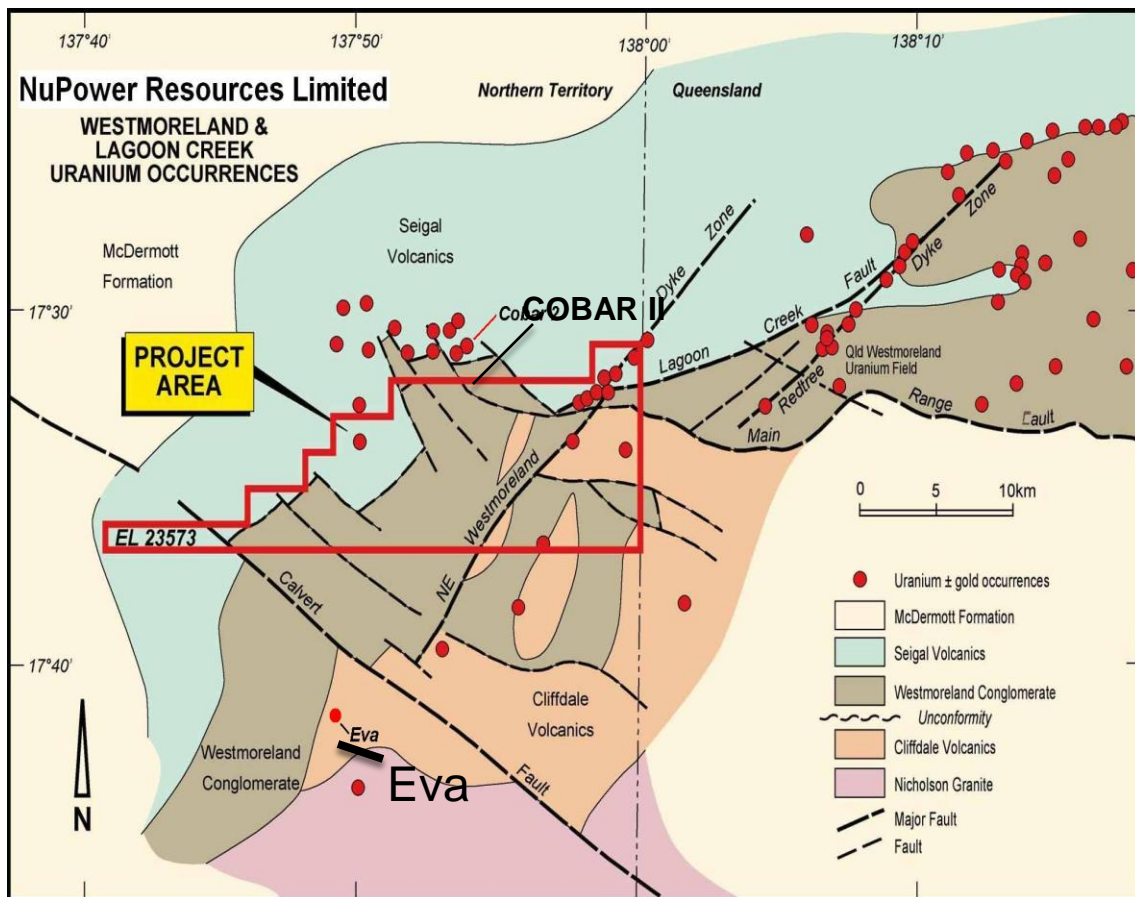 137°40'
137°50'
138°00'
138°10'
NuPower Resources Limited
WESTMORELAND &
LAGOON CREEK
URANIUM OCCURRENCES
Northern Territory
Queensland
McDermott
Formation
Seigal
Volcanics
17°30'
Cobar 2
COBAR II
PROJECT
AREA
Zone
Dyke
Westmoreland
NE
Lagoon
Creek
Fault
Zone
Dyke
Redtree
Qld Westmoreland
Uranium Field
Main
Range
Fault
0 5 10km
EL 23573
Calvert
Fault
17°40'
Cliffdale
Volcanics
Westmoreland
Conglomerate
Eva
Eva
N
Uranium ± gold occurrences
McDermott Formation
Seigal Volcanics
Westmoreland Conglomerate
Unconformity
Cliffdale Volcanics
Nicholson Granite
Major Fault
Fault